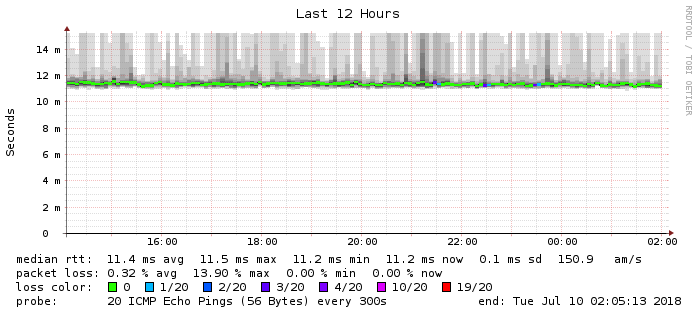 Last 12 Hours
RRDTOOL / TOBI OETIKER
Seconds
14 m
12 m
10 m
8 m
6 m
4 m
2 m
0
16:00 18:00 20:00 22:00 00:00 02:00
median rtt: 11.4 ms avg 11.5 ms max 11.2 ms min 11.2 ms now 0.1 ms sd 150.9 am/s
packet loss: 0.32 % avg 13.90 % max 0.00 % min 0.00 % now
loss color: 0 1/20 2/20 3/20 4/20 10/20 19/20
probe: 20 ICMP Echo Pings (56 Bytes) every 300s end: Tue Jul 10 02:05:13 2018